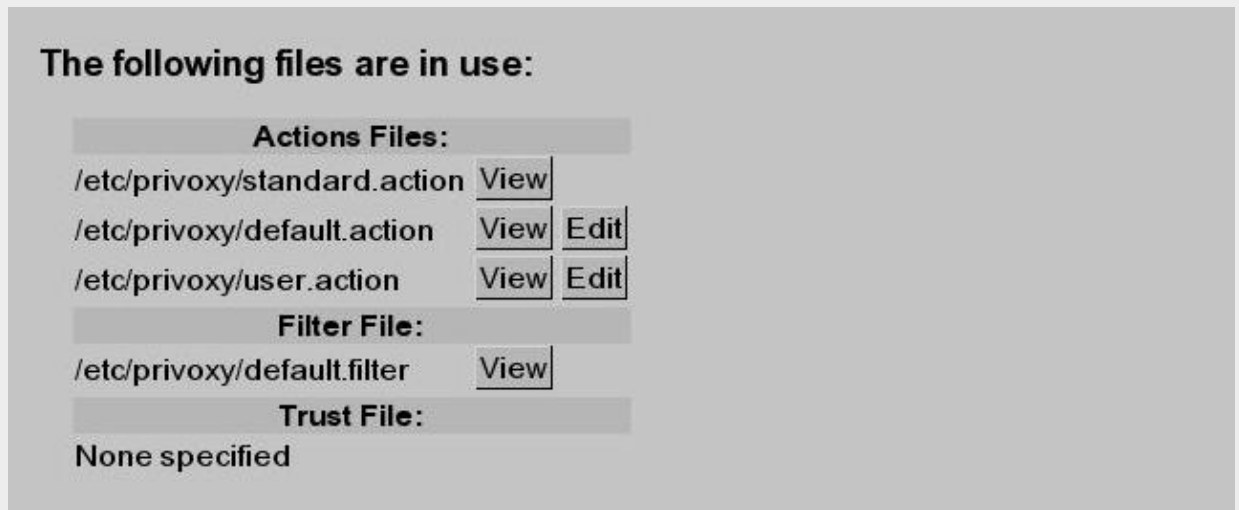 The following files are in use:
Actions Files:
/etc/privoxy/standard.action View
/etc/privoxy/default.action View Edit
/etc/privoxy/user.action View Edit
Filter File:
/etc/privoxy/default.filter View
Trust File:
None specified